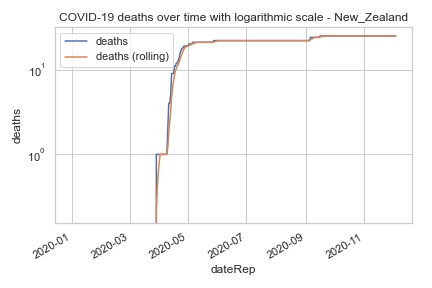 COVID-19 deaths over time with logarithmic scale - New_Zealand
deaths
deaths (rolling)
10¹
10⁰
deaths
2020-01
2020-03
2020-05
2020-07
2020-09
2020-11
dateRep